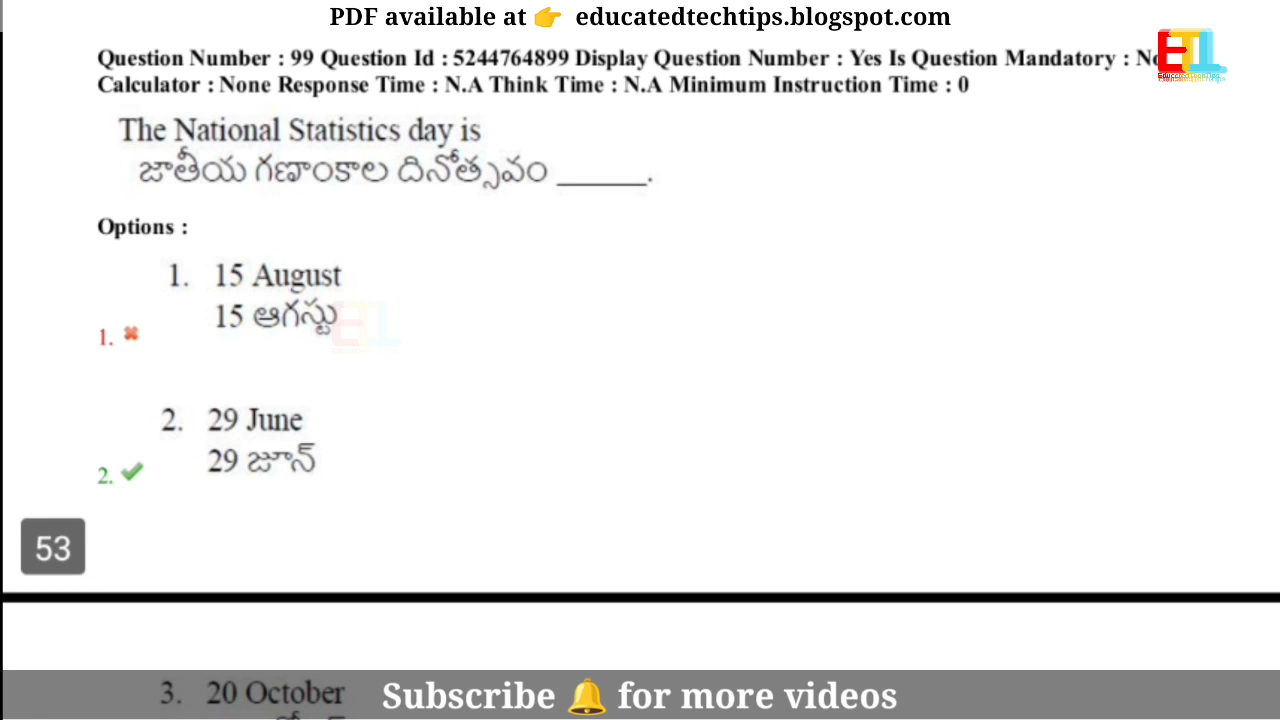 PDF available at 👉 educatedtechtips.blogspot.com
Question Number : 99 Question Id : 5244764899 Display Question Number : Yes Is Question Mandatory : No
Calculator : None Response Time : N.A Think Time : N.A Minimum Instruction Time : 0
The National Statistics day is
జాతీయ గణాంకాల దినోత్సవం ______.
Options :
1. 15 August
15 ఆగస్టు
1. ✖
2. 29 June
29 జూన్
2. ✔
53
3. 20 October
Subscribe 🔔 for more videos